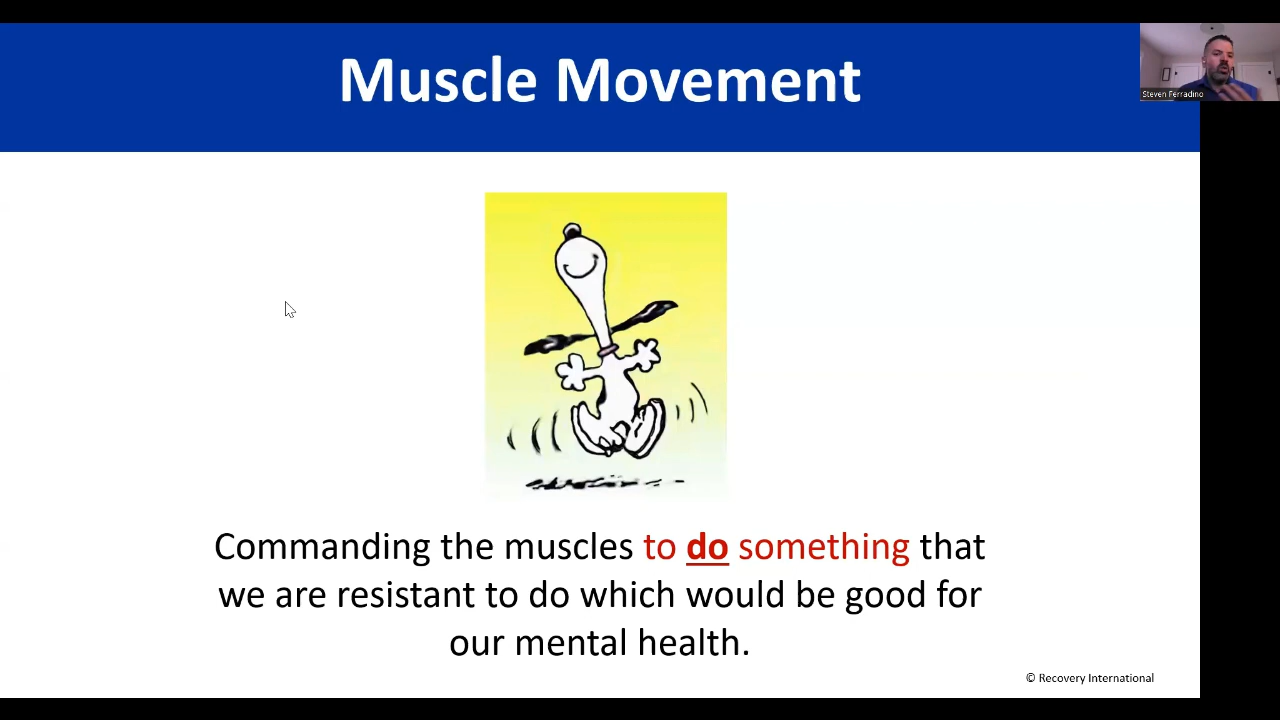 Muscle Movement
Steven Ferradino
Commanding the muscles to do something that
we are resistant to do which would be good for
our mental health.
© Recovery International